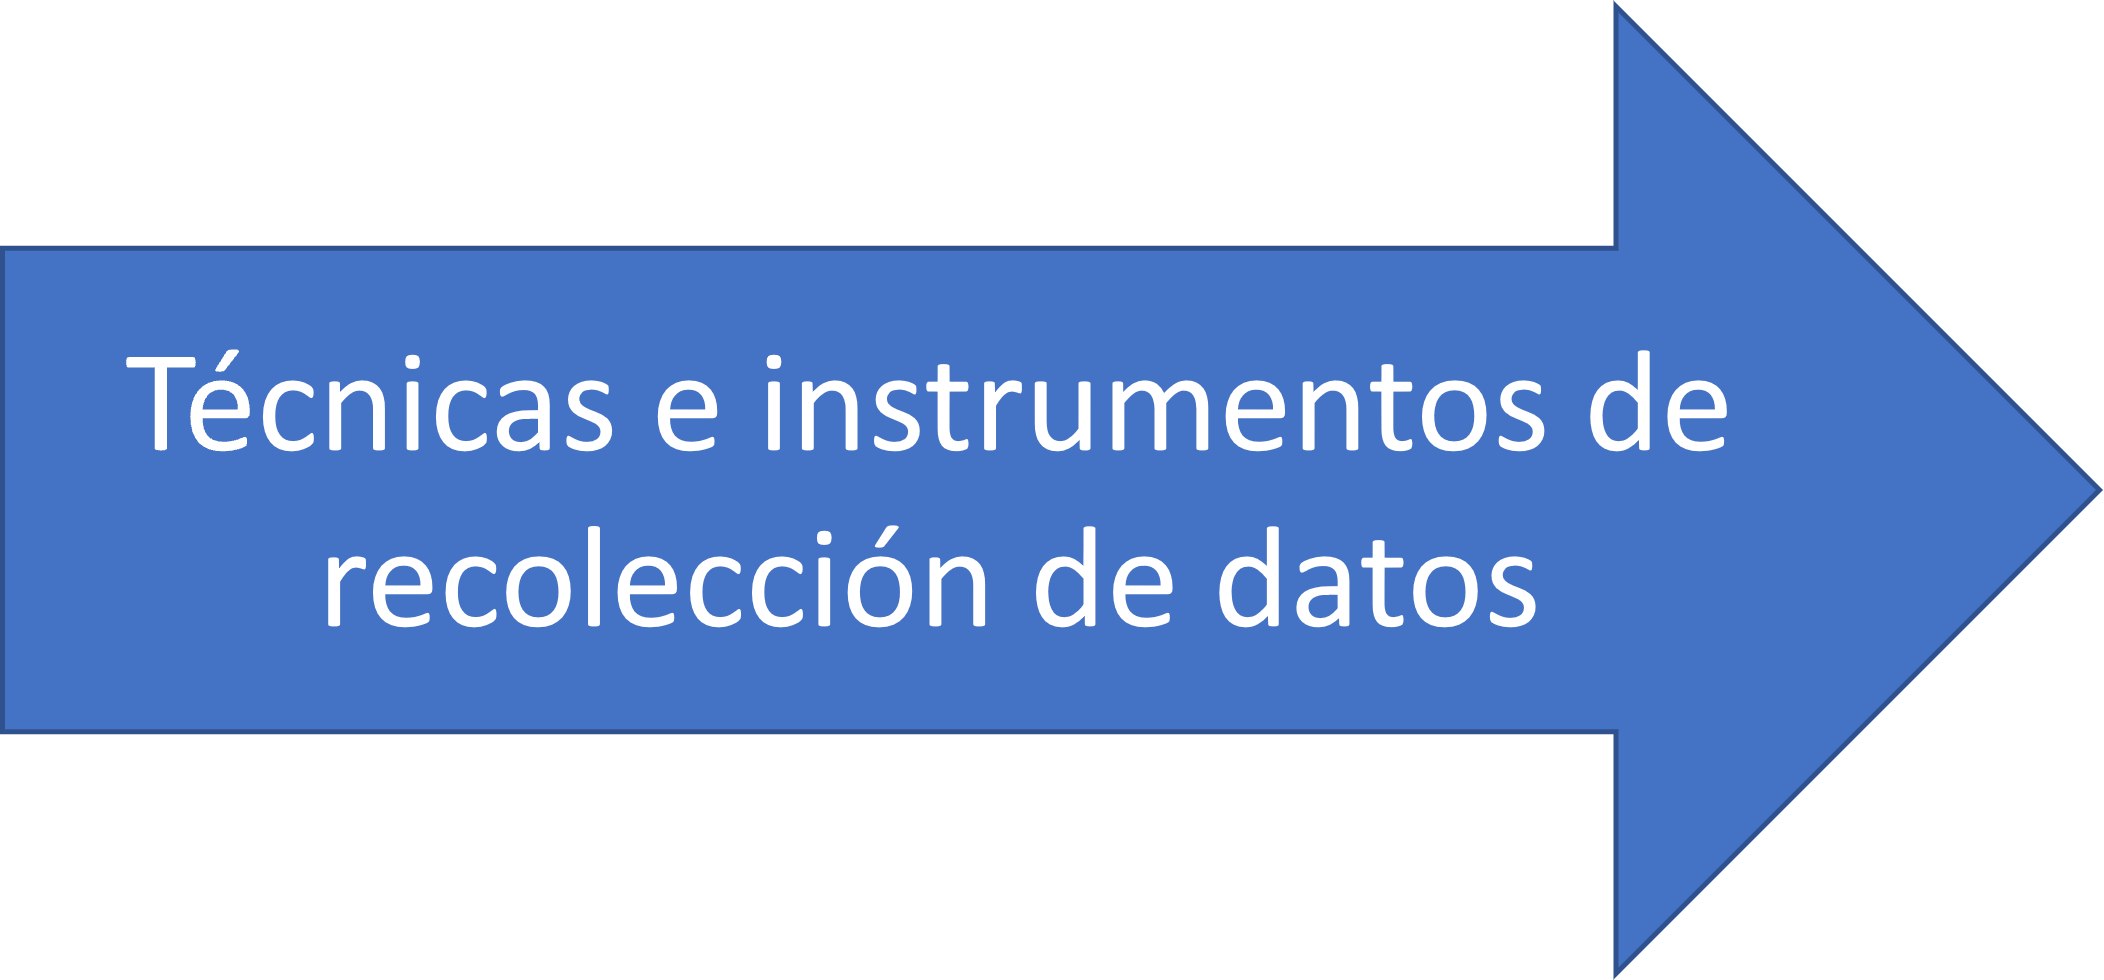 Técnicas e instrumentos de
recolección de datos